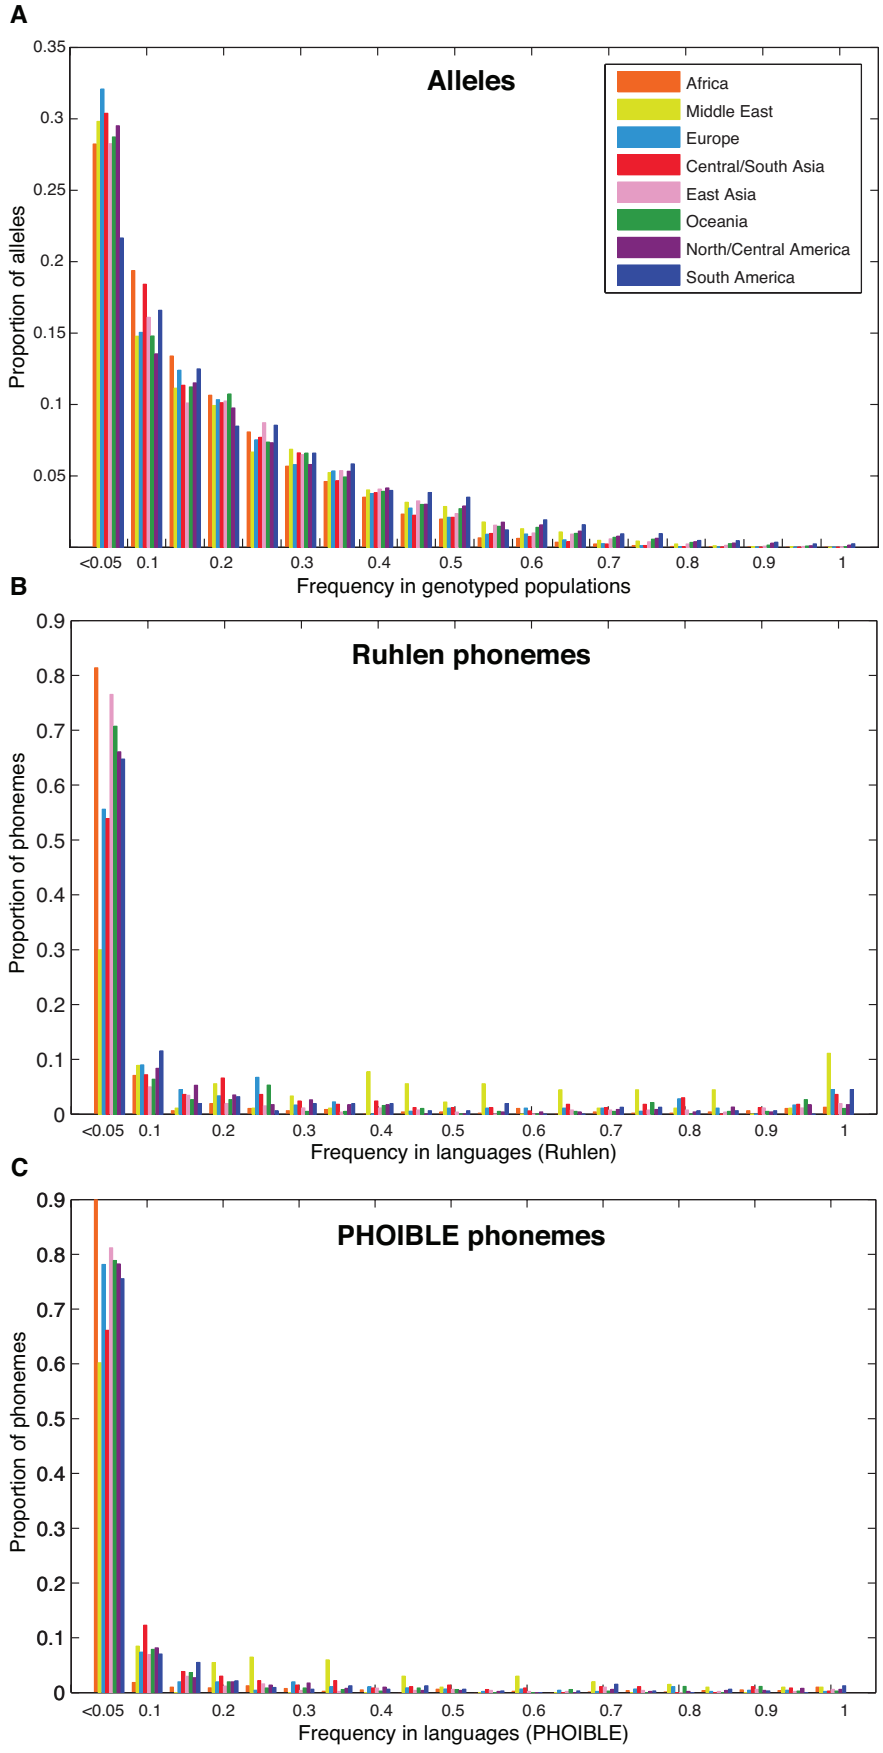 A
Alleles
Africa
Middle East
Europe
Central/South Asia
East Asia
Oceania
North/Central America
South America
Proportion of alleles
0.35
0.3
0.25
0.2
0.15
0.1
0.05
<0.05 0.1 0.2 0.3 0.4 0.5 0.6 0.7 0.8 0.9 1
Frequency in genotyped populations
B
Ruhlen phonemes
Proportion of phonemes
0.9
0.8
0.7
0.6
0.5
0.4
0.3
0.2
0.1
0
<0.05 0.1 0.2 0.3 0.4 0.5 0.6 0.7 0.8 0.9 1
Frequency in languages (Ruhlen)
C
PHOIBLE phonemes
Proportion of phonemes
0.9
0.8
0.7
0.6
0.5
0.4
0.3
0.2
0.1
0
<0.05 0.1 0.2 0.3 0.4 0.5 0.6 0.7 0.8 0.9 1
Frequency in languages (PHOIBLE)